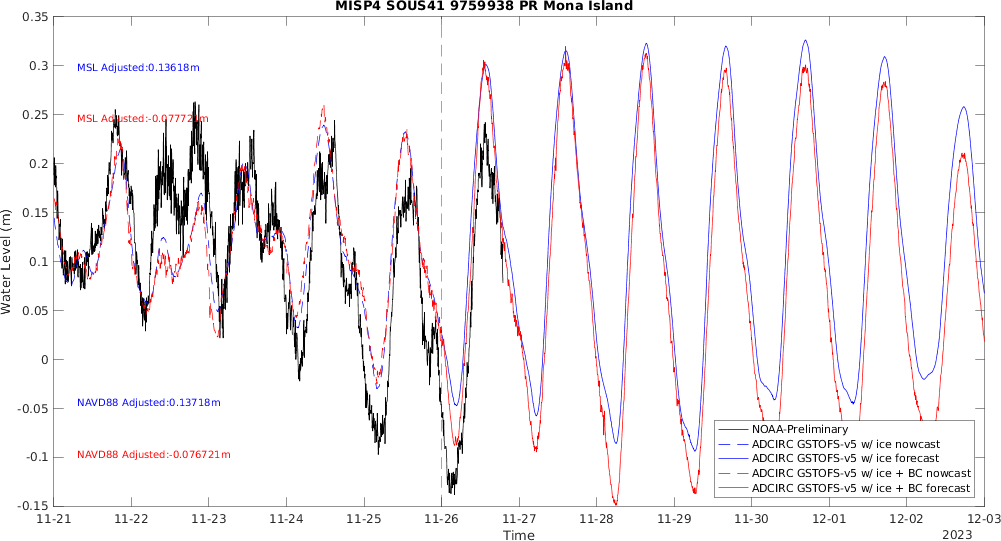 MISP4 SOUS41 9759938 PR Mona Island
0.35
0.3
0.25
0.2
0.15
0.1
0.05
0
-0.05
-0.1
-0.15
Water Level (m)
MSL Adjusted:0.13618m
MSL Adjusted:-0.077721m
NAVD88 Adjusted:0.13718m
NAVD88 Adjusted:-0.076721m
NOAA-Preliminary
ADCIRC GSTOFS-v5 w/ ice nowcast
ADCIRC GSTOFS-v5 w/ ice forecast
ADCIRC GSTOFS-v5 w/ ice + BC nowcast
ADCIRC GSTOFS-v5 w/ ice + BC forecast
11-21 11-22 11-23 11-24 11-25 11-26 11-27 11-28 11-29 11-30 12-01 12-02 12-03
Time
2023